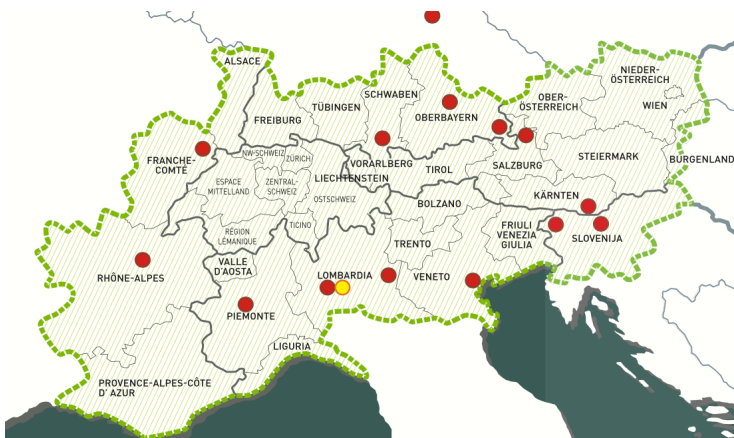 ALSACE
NIEDER-
ÖSTERREICH
OBER-
ÖSTERREICH
WIEN
SCHWABEN
TÜBINGEN
FREIBURG
OBERBAYERN
NW-SCHWEIZ
ZÜRICH
FRANCHE-
COMTÉ
VORARLBERG
TIROL
SALZBURG
STEIERMARK
BURGENLAND
LIECHTENSTEIN
ESPACE
MITTELLAND
ZENTRAL-
SCHWEIZ
OSTSCHWEIZ
BOLZANO
KÄRNTEN
RÉGION
LÉMANIQUE
TICINO
FRIULI
VENEZIA
GIULIA
SLOVENIJA
TRENTO
VALLE
D'AOSTA
RHÔNE-ALPES
LOMBARDIA
VENETO
PIEMONTE
LIGURIA
PROVENCE-ALPES-CÔTE
D' AZUR